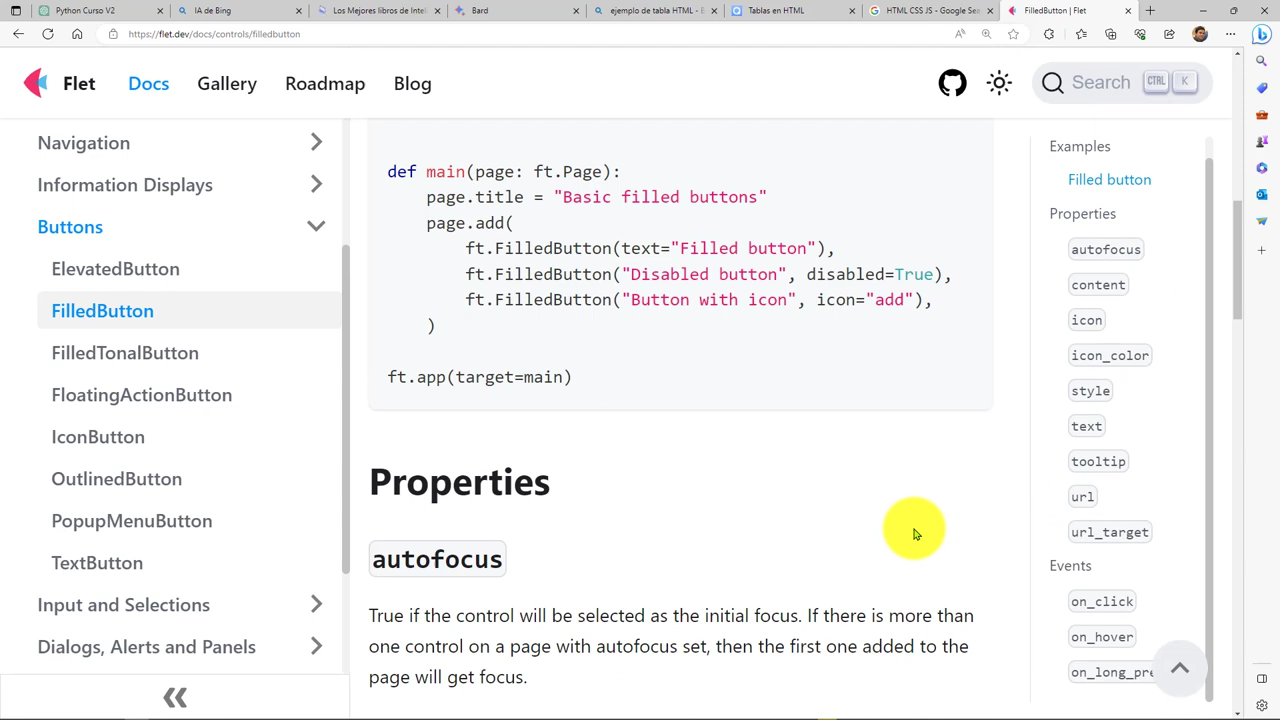 Python Curso V2
IA de Bing
Los Mejores libros de Inteli
Bard
ejemplo de tabla HTML - B
Tablas en HTML
HTML CSS JS - Google Sea
FilledButton | Flet
https://flet.dev/docs/controls/filledbutton
Flet
Docs
Gallery
Roadmap
Blog
Search
CTRL
K
Navigation
Information Displays
Buttons
ElevatedButton
FilledButton
FilledTonalButton
FloatingActionButton
IconButton
OutlinedButton
PopupMenuButton
TextButton
Input and Selections
Dialogs, Alerts and Panels
def main(page: ft.Page):
page.title = "Basic filled buttons"
page.add(
ft.FilledButton(text="Filled button"),
ft.FilledButton("Disabled button", disabled=True),
ft.FilledButton("Button with icon", icon="add"),
)
ft.app(target=main)
Properties
autofocus
True if the control will be selected as the initial focus. If there is more than
one control on a page with autofocus set, then the first one added to the
page will get focus.
Examples
Filled button
Properties
autofocus
content
icon
icon_color
style
text
tooltip
url
url_target
Events
on_click
on_hover
on_long_pre